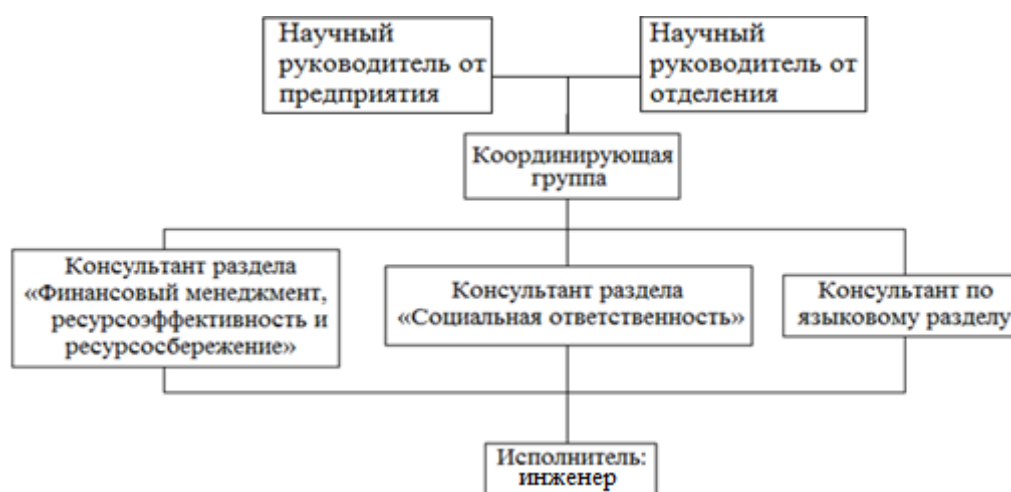 Научный
руководитель от
предприятия
Научный
руководитель от
отделения
Координирующая
группа
Консультант раздела
«Финансовый менеджмент,
ресурсоэффективность и
ресурсосбережение»
Консультант раздела
«Социальная ответственность»
Консультант по
языковому разделу
Исполнитель:
инженер